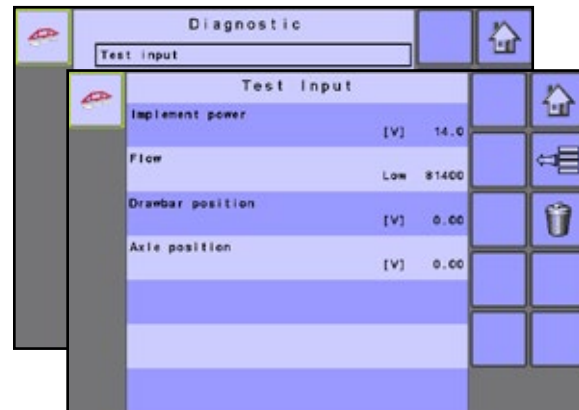 Diagnostic
Test input
Test Input
Implement power
[V] 14.0
Flow
Low 81400
Drawbar position
[V] 0.00
Axle position
[V] 0.00